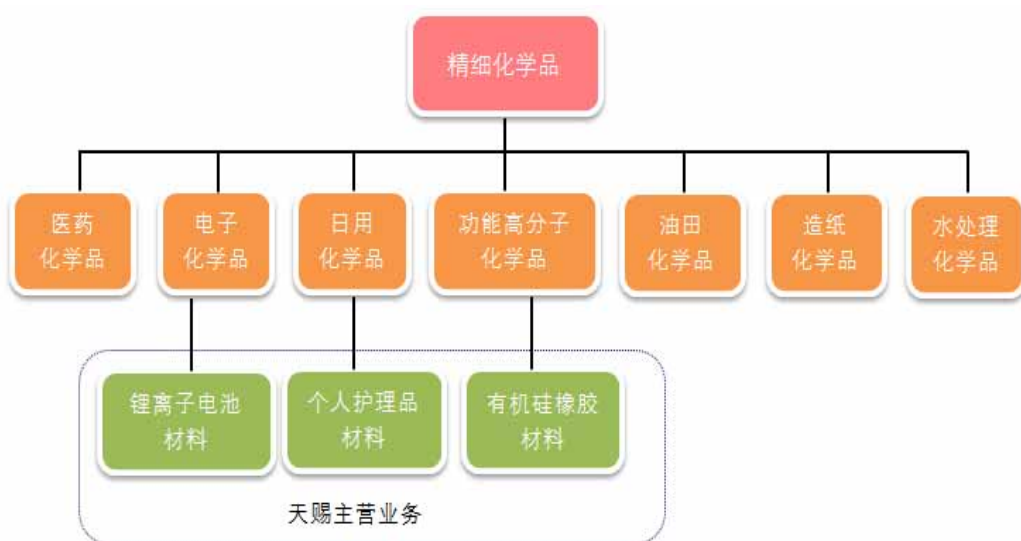 精细化学品
医药
化学品
电子
化学品
日用
化学品
功能高分子
化学品
油田
化学品
造纸
化学品
水处理
化学品
锂离子电池
材料
个人护理品
材料
有机硅橡胶
材料
天赐主营业务